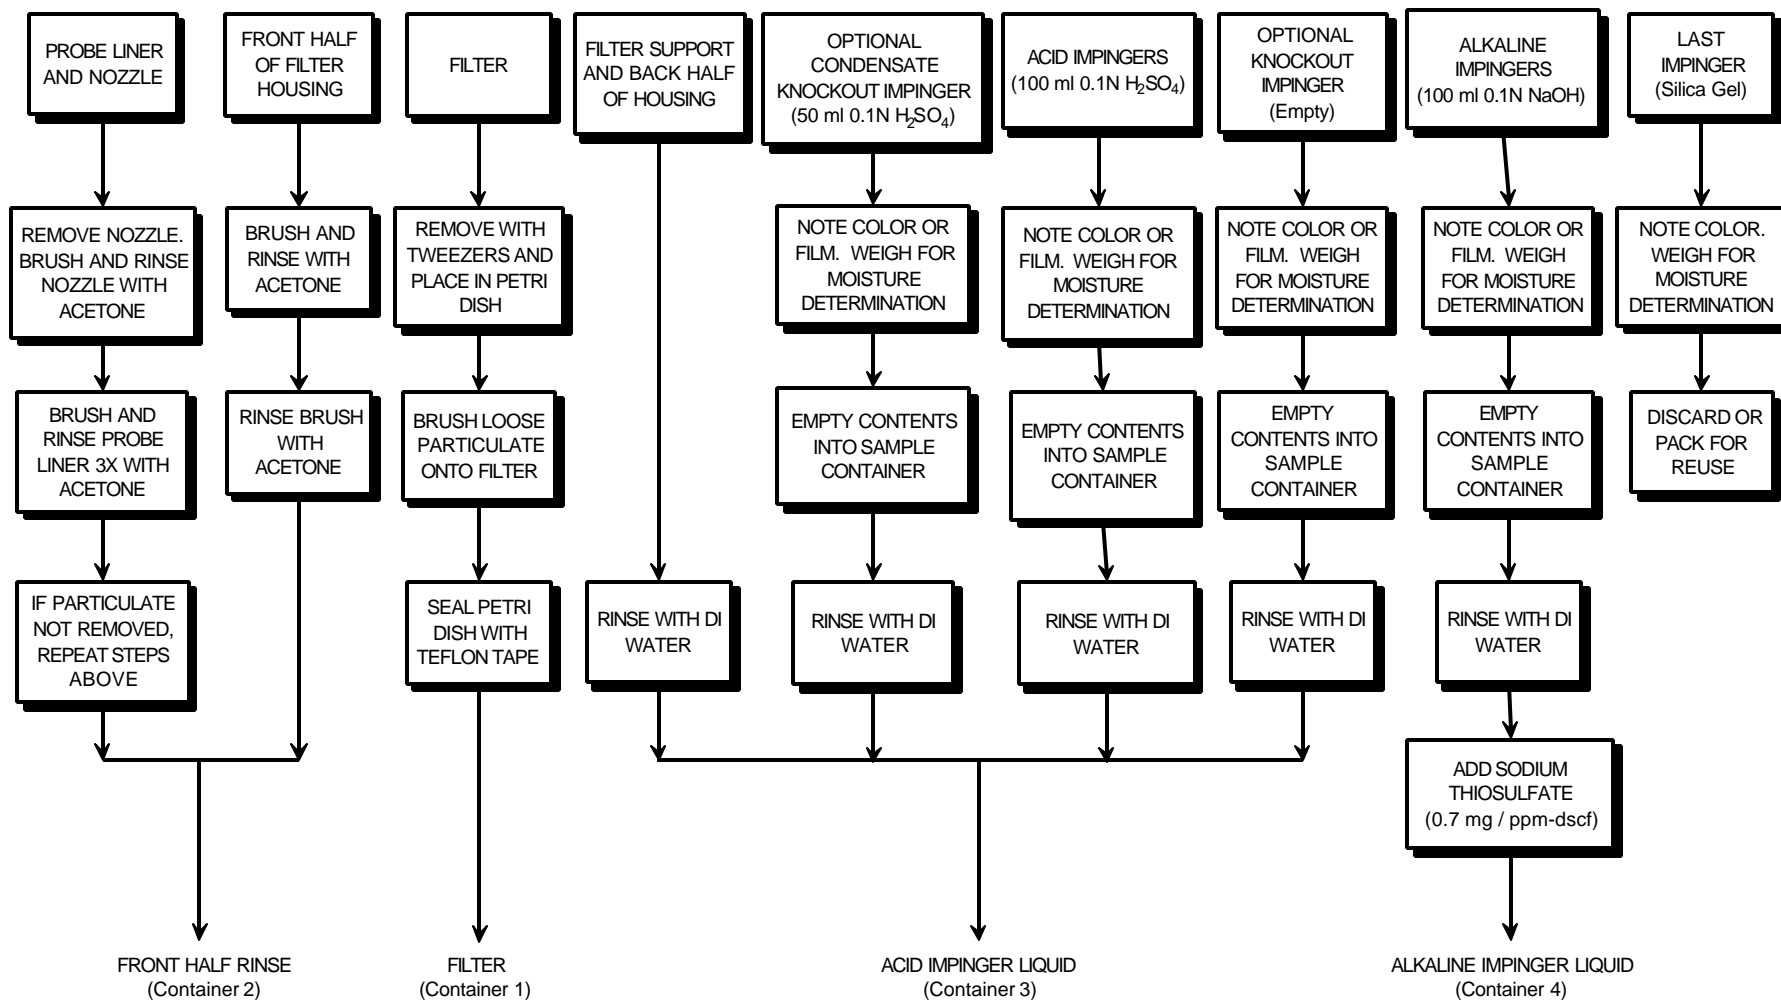 PROBE LINER
AND NOZZLE
FRONT HALF
OF FILTER
HOUSING
FILTER
FILTER SUPPORT
AND BACK HALF
OF HOUSING
OPTIONAL
CONDENSATE
KNOCKOUT IMPINGER
(50 ml 0.1N H₂SO₄)
ACID IMPINGERS
(100 ml 0.1N H₂SO₄)
OPTIONAL
KNOCKOUT
IMPINGER
(Empty)
ALKALINE
IMPINGERS
(100 ml 0.1N NaOH)
LAST
IMPINGER
(Silica Gel)
REMOVE NOZZLE.
BRUSH AND RINSE
NOZZLE WITH
ACETONE
BRUSH AND
RINSE WITH
ACETONE
REMOVE WITH
TWEEZERS AND
PLACE IN PETRI
DISH
NOTE COLOR OR
FILM. WEIGH FOR
MOISTURE
DETERMINATION
NOTE COLOR OR
FILM. WEIGH FOR
MOISTURE
DETERMINATION
NOTE COLOR OR
FILM. WEIGH
FOR MOISTURE
DETERMINATION
NOTE COLOR OR
FILM. WEIGH
FOR MOISTURE
DETERMINATION
NOTE COLOR.
WEIGH FOR
MOISTURE
DETERMINATION
BRUSH AND
RINSE PROBE
LINER 3X WITH
ACETONE
RINSE BRUSH
WITH
ACETONE
BRUSH LOOSE
PARTICULATE
ONTO FILTER
EMPTY CONTENTS
INTO SAMPLE
CONTAINER
EMPTY CONTENTS
INTO SAMPLE
CONTAINER
EMPTY
CONTENTS INTO
SAMPLE
CONTAINER
EMPTY
CONTENTS INTO
SAMPLE
CONTAINER
DISCARD OR
PACK FOR
REUSE
IF PARTICULATE
NOT REMOVED,
REPEAT STEPS
ABOVE
SEAL PETRI
DISH WITH
TEFLON TAPE
RINSE WITH DI
WATER
RINSE WITH DI
WATER
RINSE WITH DI
WATER
RINSE WITH DI
WATER
RINSE WITH DI
WATER
ADD SODIUM
THIOSULFATE
(0.7 mg / ppm-dscf)
FRONT HALF RINSE
(Container 2)
FILTER
(Container 1)
ACID IMPINGER LIQUID
(Container 3)
ALKALINE IMPINGER LIQUID
(Container 4)